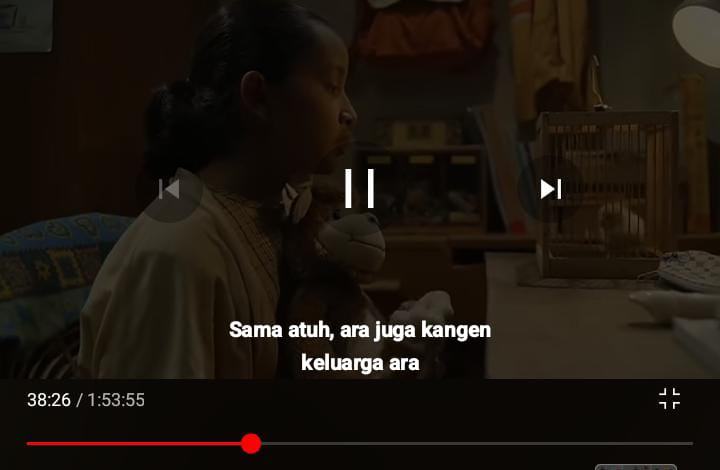 Sama atuh, ara juga kangen
keluarga ara
38:26 / 1:53:55